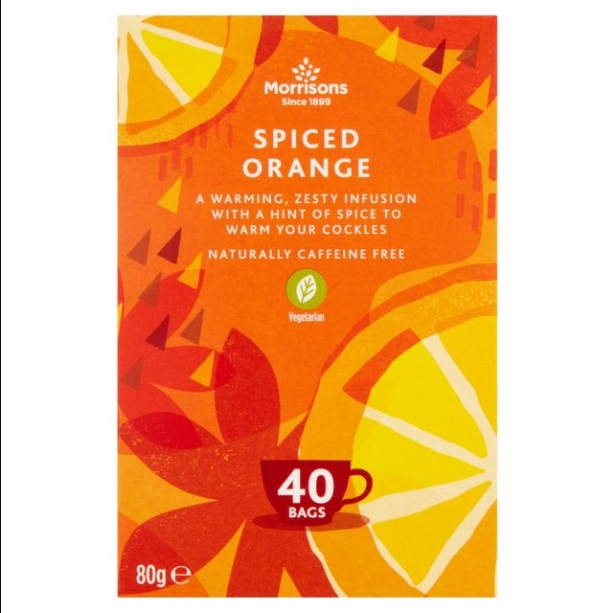 Morrisons
Since 1899
SPICED
ORANGE
A WARMING, ZESTY INFUSION
WITH A HINT OF SPICE TO
WARM YOUR COCKLES
NATURALLY CAFFEINE FREE
Vegetarian
40
BAGS
80g ℮